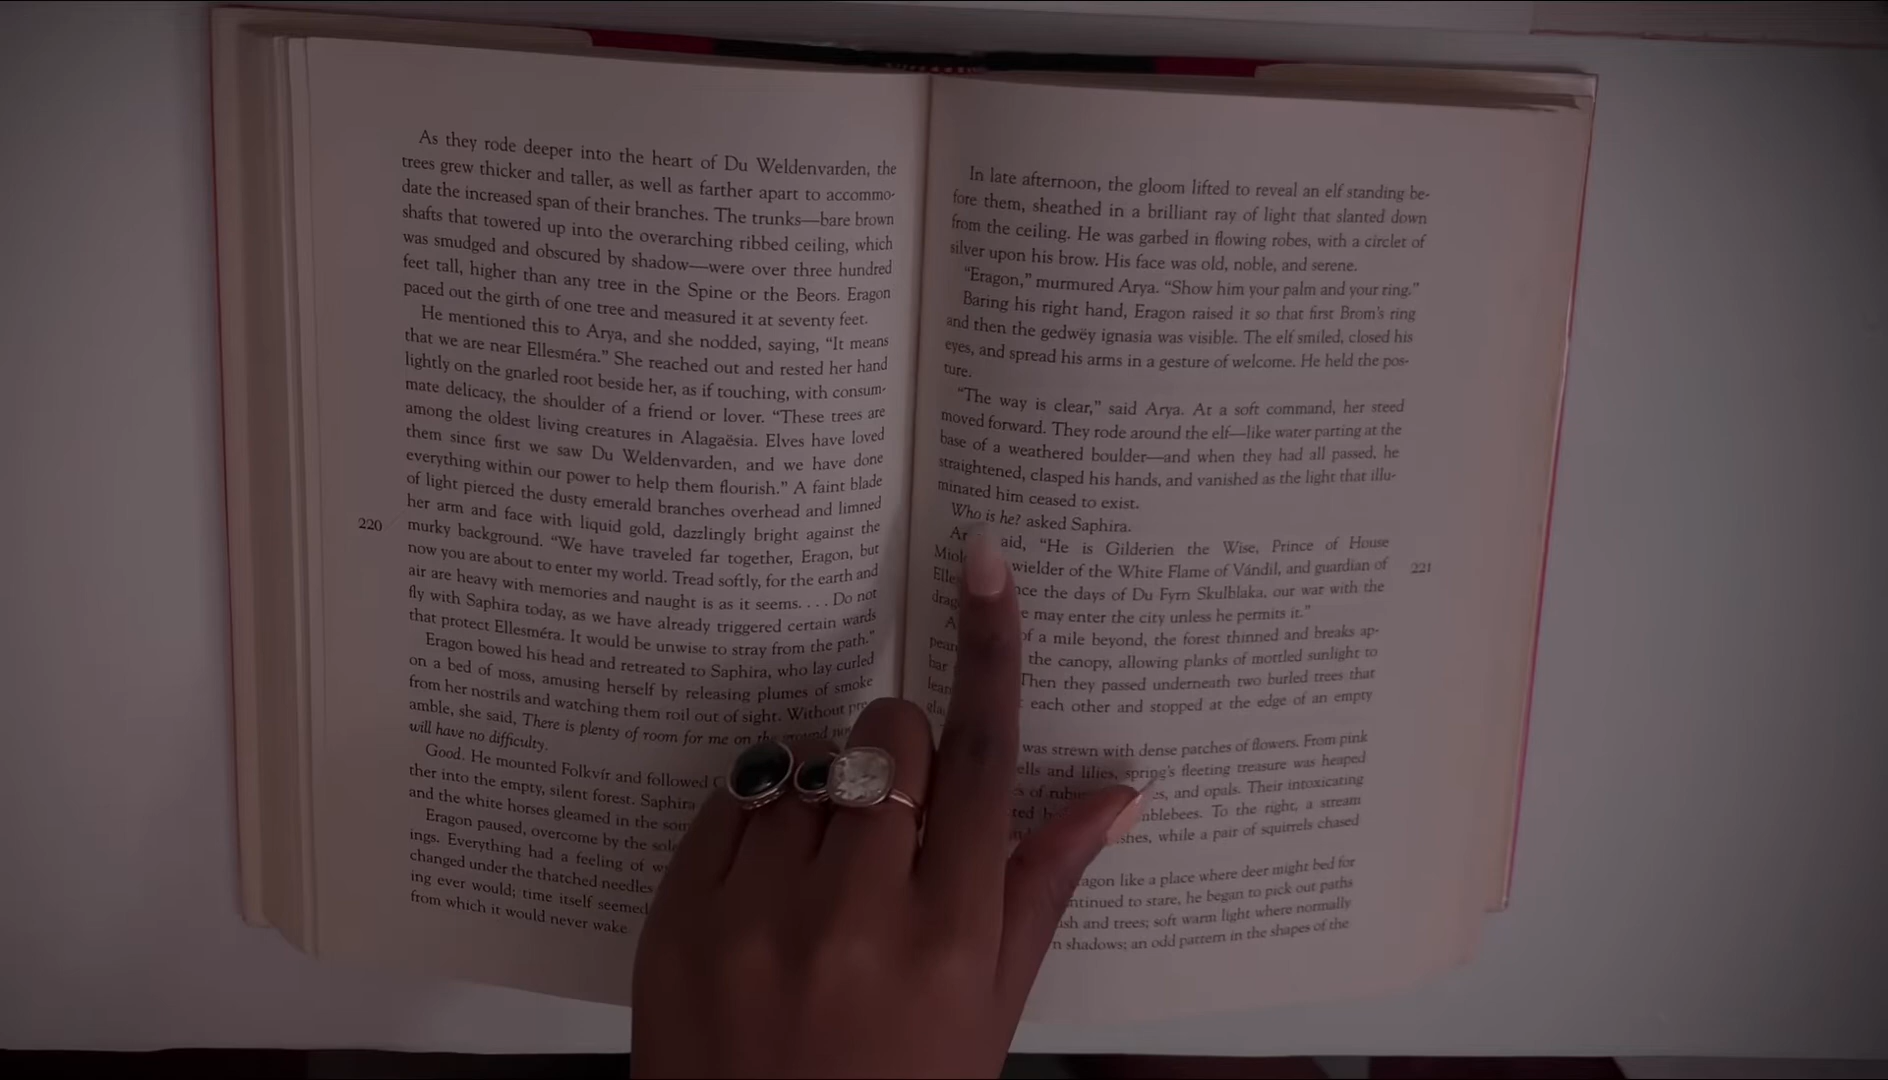 As they rode deeper into the heart of Du Weldenvarden, the
trees grew thicker and taller, as well as farther apart to accommo-
date the increased span of their branches. The trunks—bare brown
shafts that towered up into the overarching ribbed ceiling, which
was smudged and obscured by shadow—were over three hundred
feet tall, higher than any tree in the Spine or the Beors. Eragon
paced out the girth of one tree and measured it at seventy feet.
He mentioned this to Arya, and she nodded, saying, “It means
that we are near Ellesméra.” She reached out and rested her hand
lightly on the gnarled root beside her, as if touching, with consum-
mate delicacy, the shoulder of a friend or lover. “These trees are
among the oldest living creatures in Alagaësia. Elves have loved
them since first we saw Du Weldenvarden, and we have done
everything within our power to help them flourish.” A faint blade
of light pierced the dusty emerald branches overhead and limned
her arm and face with liquid gold, dazzlingly bright against the
220 murky background. “We have traveled far together, Eragon, but
now you are about to enter my world. Tread softly, for the earth and
air are heavy with memories and naught is as it seems. . . . Do not
fly with Saphira today, as we have already triggered certain wards
that protect Ellesméra. It would be unwise to stray from the path.”
Eragon bowed his head and retreated to Saphira, who lay curled
on a bed of moss, amusing herself by releasing plumes of smoke
from her nostrils and watching them roil out of sight. Without pre
amble, she said, There is plenty of room for me on the ground
will have no difficulty.
Good. He mounted Folkvír and followed
ther into the empty, silent forest. Saphira
and the white horses gleamed in the
Eragon paused, overcome by the
ings. Everything had a feeling of
changed under the thatched needles
ing ever would; time itself seemed
from which it would never wake
In late afternoon, the gloom lifted to reveal an elf standing be-
fore them, sheathed in a brilliant ray of light that slanted down
from the ceiling. He was garbed in flowing robes, with a circlet of
silver upon his brow. His face was old, noble, and serene.
“Eragon,” murmured Arya. “Show him your palm and your ring.”
Baring his right hand, Eragon raised it so that first Brom’s ring
and then the gedwëy ignasia was visible. The elf smiled, closed his
eyes, and spread his arms in a gesture of welcome. He held the pos-
ture.
“The way is clear,” said Arya. At a soft command, her steed
moved forward. They rode around the elf—like water parting at the
base of a weathered boulder—and when they had all passed, he
straightened, clasped his hands, and vanished as the light that illu-
minated him ceased to exist.
Who is he? asked Saphira.
said, “He is Gilderien the Wise, Prince of House
wielder of the White Flame of Vándil, and guardian of 221
the days of Du Fyrn Skulblaka, our war with the
may enter the city unless he permits it.”
of a mile beyond, the forest thinned and breaks ap-
the canopy, allowing planks of mottled sunlight to
Then they passed underneath two burled trees that
each other and stopped at the edge of an empty
was strewn with dense patches of flowers. From pink
and lilies, spring’s fleeting treasure was heaped
of and opals. Their intoxicating
bumblebees. To the right, a stream
while a pair of squirrels chased
like a place where deer might bed for
to stare, he began to pick out paths
and trees; soft warm light where normally
shadows; an odd pattern in the shapes of the